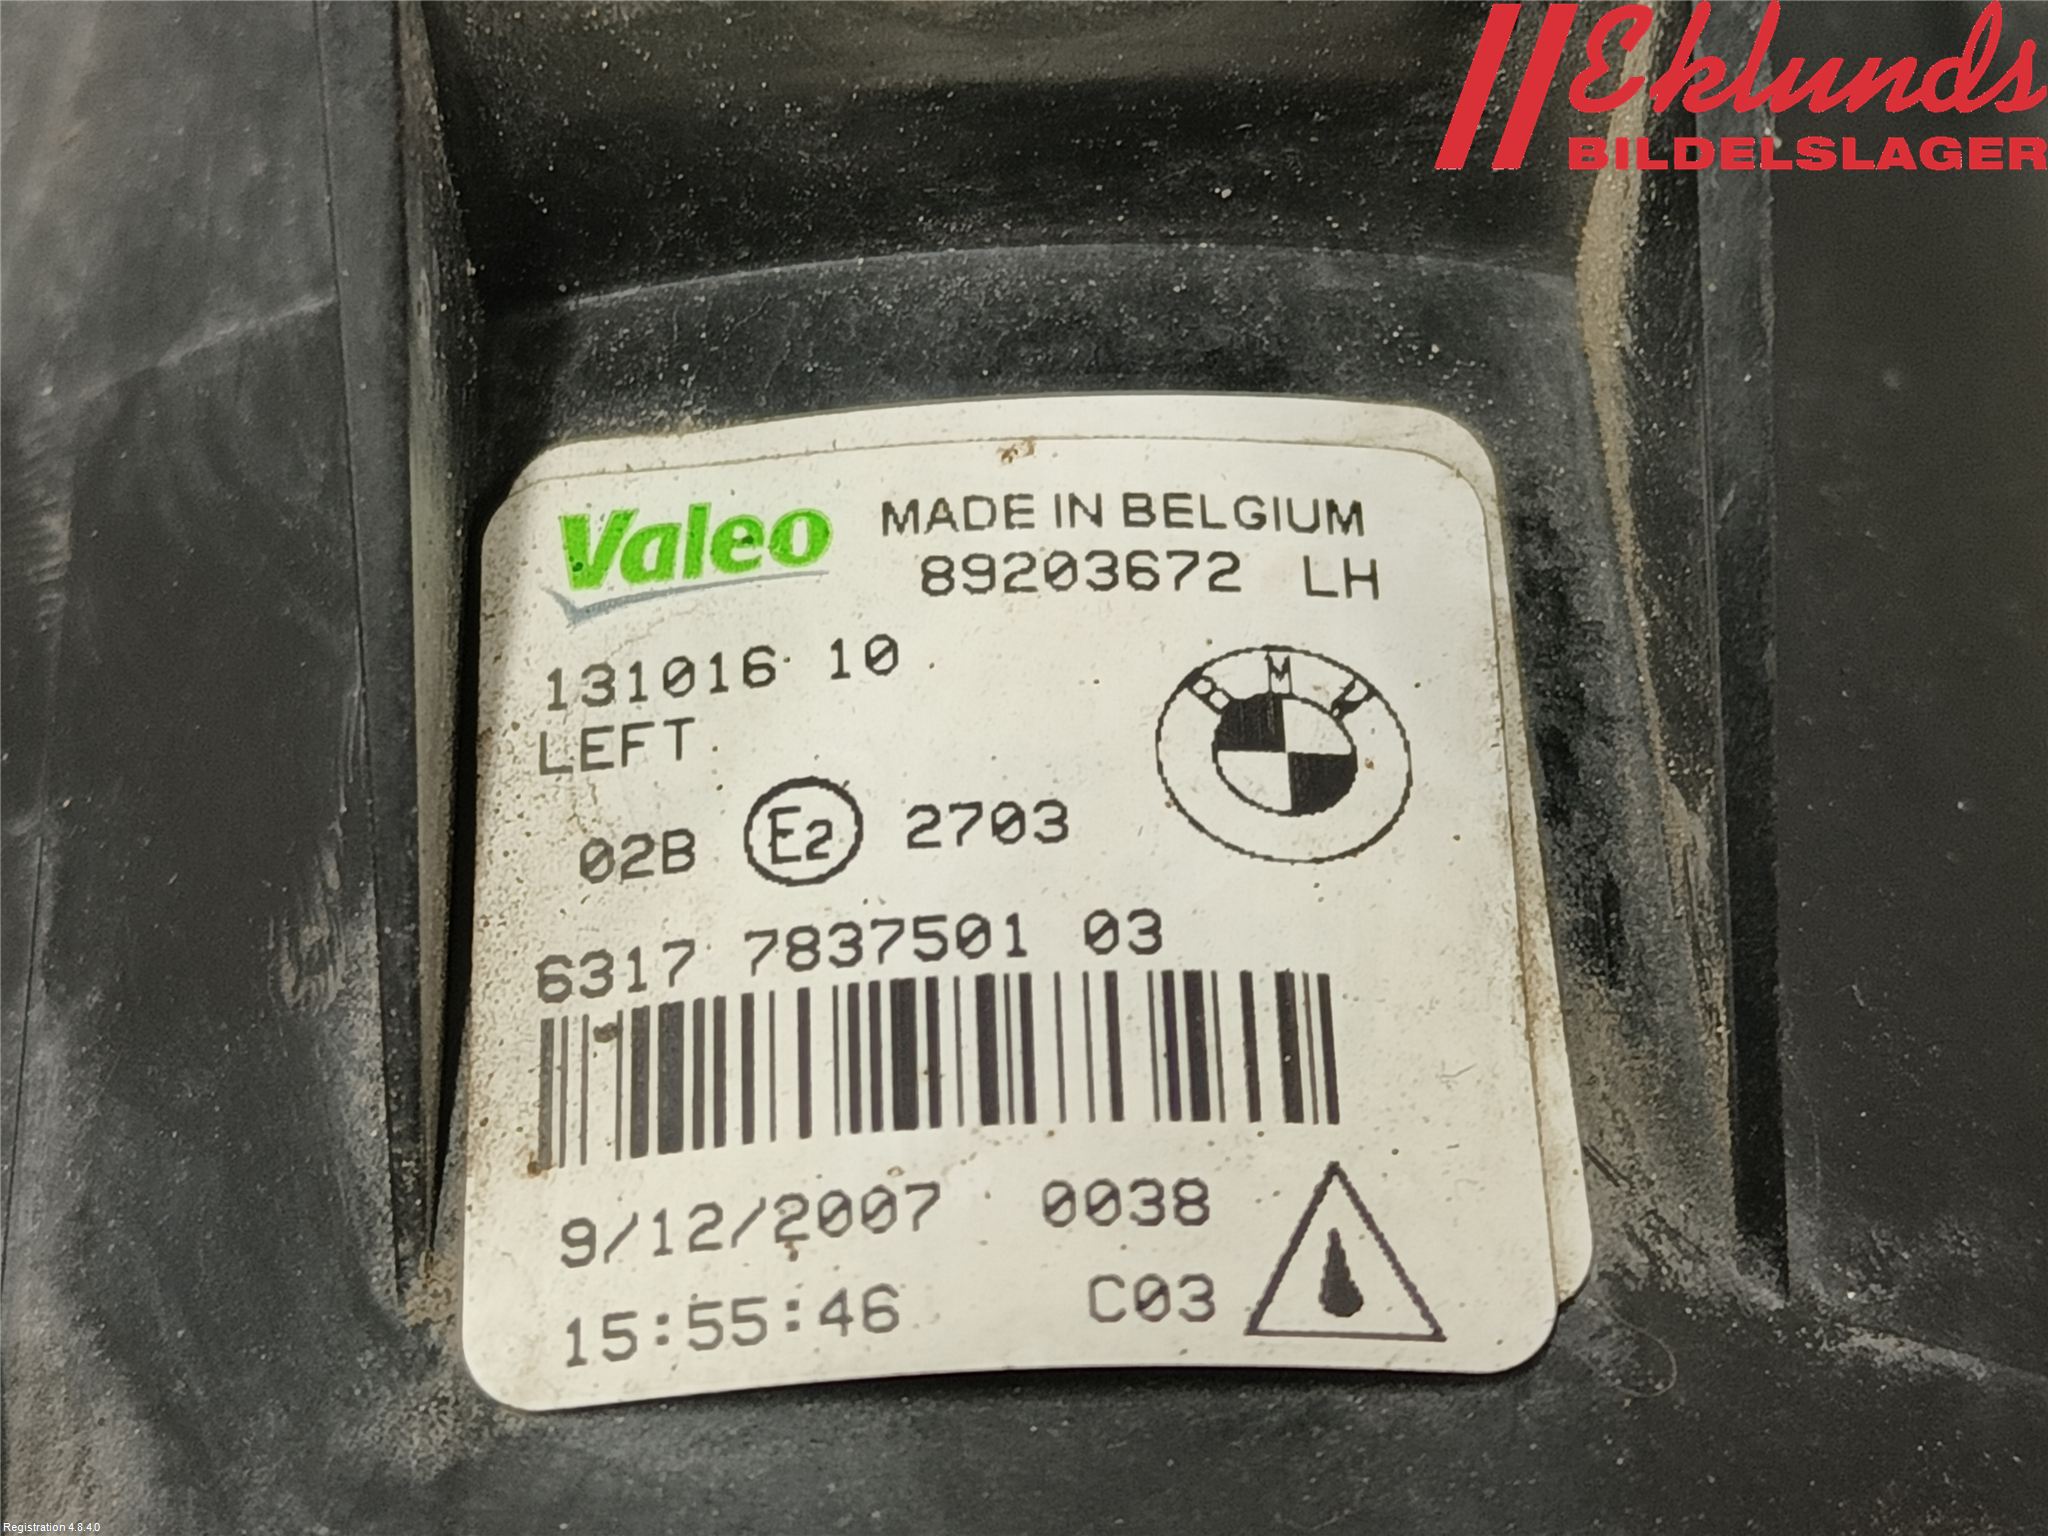 Eklunds
BILDELSLAGER
Valeo MADE IN BELGIUM
89203672 LH
131016 10
LEFT
BMW
02B E2 2703
6317 7837501 03
9/12/2007 0038
15:55:46 C03
Registration 4.8.4.0